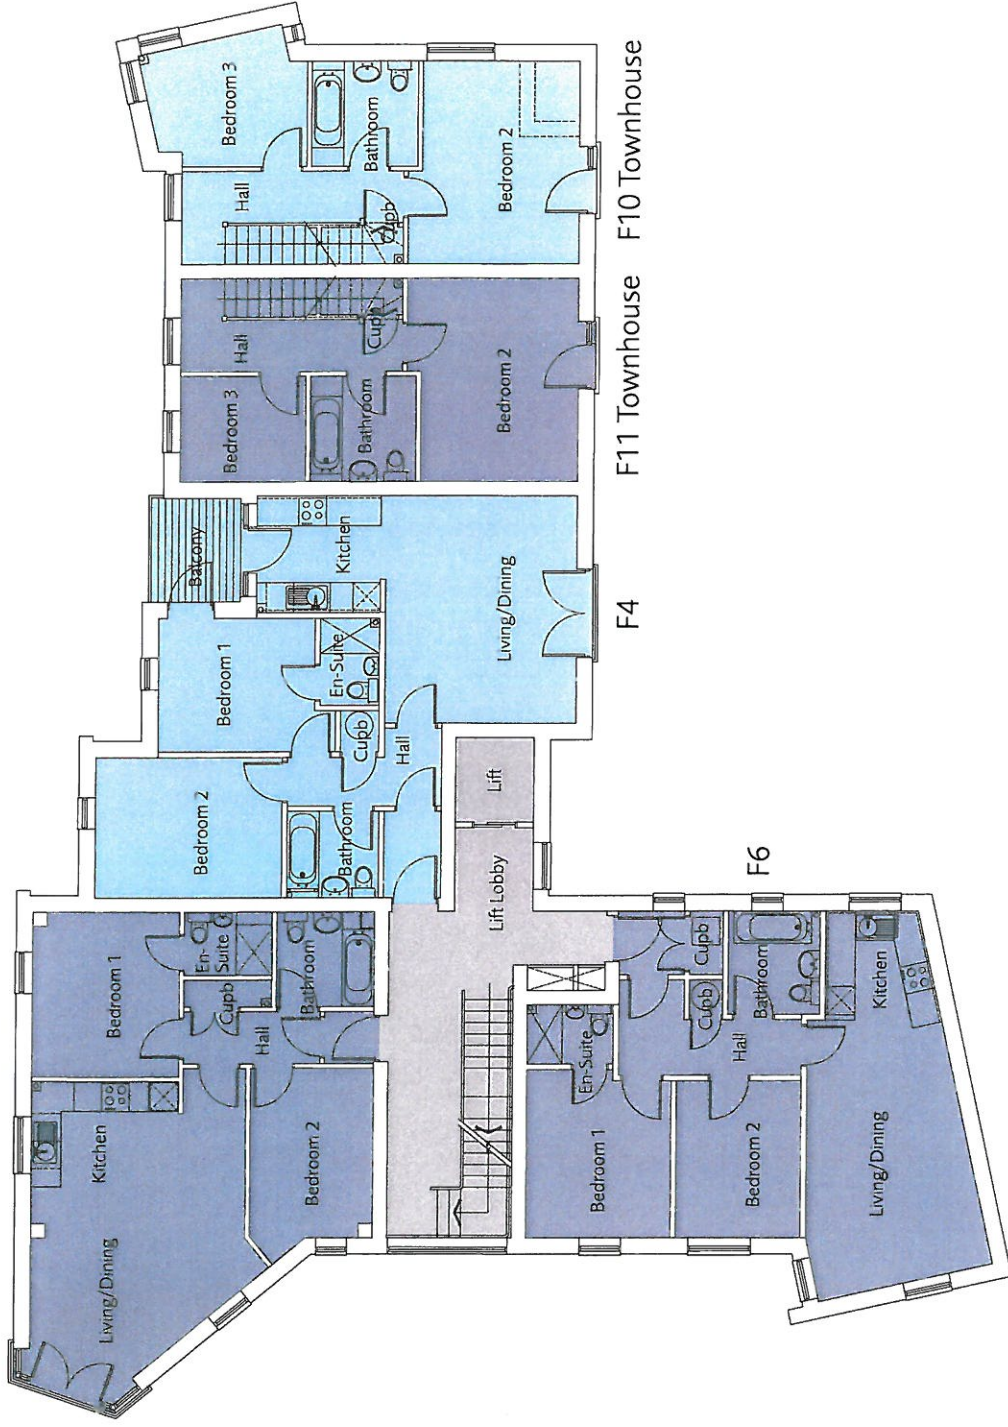 Bedroom 3
Hall
Bathroom
Cupb
Bedroom 2
F10 Townhouse
Hall
Bedroom 3
Cupb
Bathroom
Bedroom 2
F11 Townhouse
Balcony
Kitchen
Bedroom 1
En-Suite
Living/Dining
Cupb
Hall
Bedroom 2
Bathroom
F4
Lift
Lift Lobby
Bedroom 1
En-
Suite
Bathroom
Cupb
Hall
Kitchen
Bedroom 2
Living/Dining
F6
Cupb
Bathroom
Kitchen
Cupb
En-Suite
Hall
Bedroom 1
Bedroom 2
Living/Dining